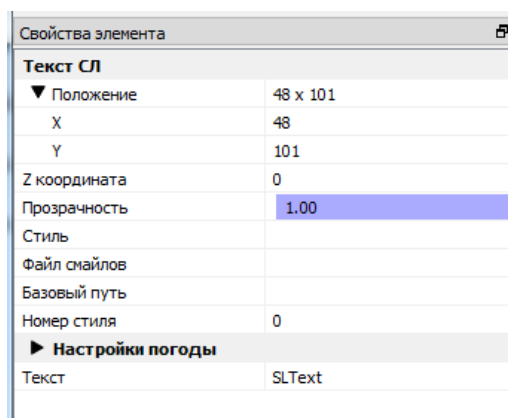 Свойства элемента
Текст СЛ
Положение 48 x 101
X 48
Y 101
Z координата 0
Прозрачность 1.00
Стиль
Файл смайлов
Базовый путь
Номер стиля 0
Настройки погоды
Текст SLText